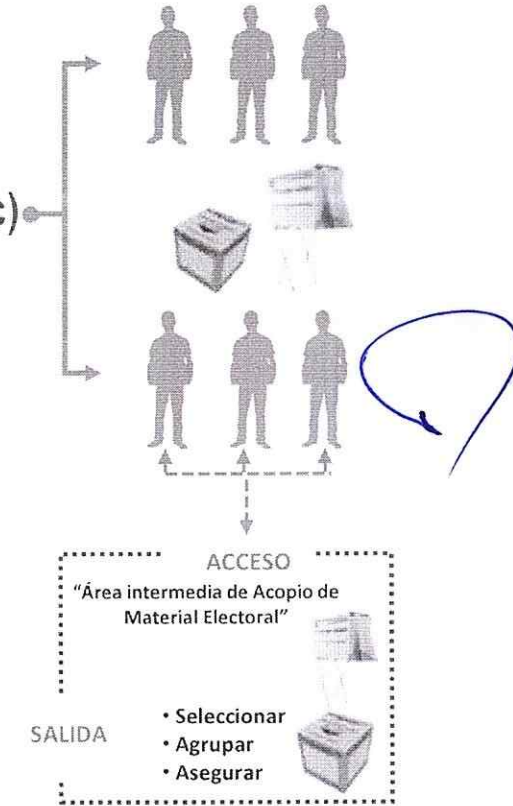 c)
ACCESO
"Área intermedia de Acopio de
Material Electoral"
SALIDA
• Seleccionar
• Agrupar
• Asegurar